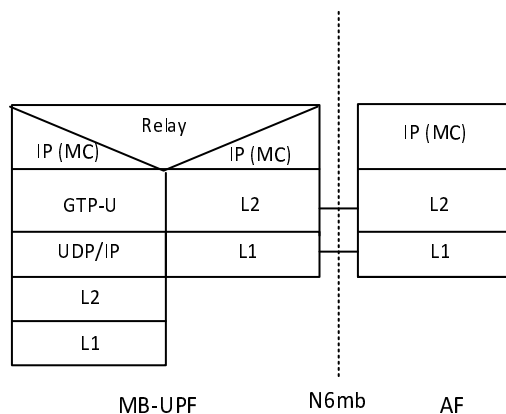 Relay
IP (MC) IP (MC) IP (MC)
GTP-U L2 L2
UDP/IP L1 L1
L2
L1
MB-UPF N6mb AF